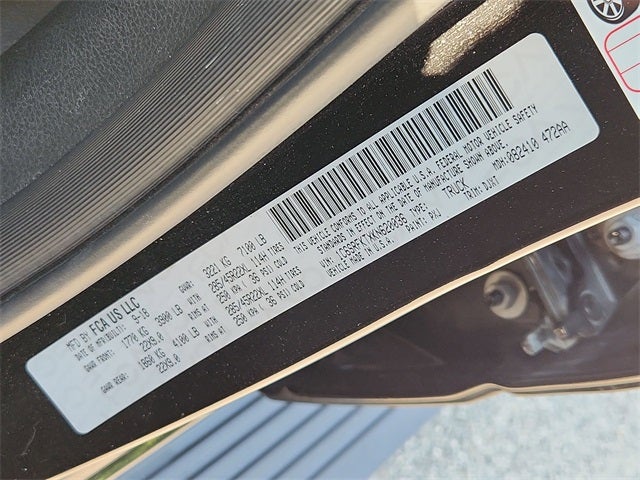 MFD BY FCA US LLC
DATE OF MFR(BUILT): 9-18
GVWR: 3221 KG 7100 LB
GAWR FRONT: 1770 KG 3900 LB WITH 285/45R22XL 114H TIRES
22X9.0 RIMS AT 250 KPA ( 36 PSI) COLD
GAWR REAR: 1860 KG 4100 LB WITH 285/45R22XL 114H TIRES
22X9.0 RIMS AT 250 KPA ( 36 PSI) COLD
THIS VEHICLE CONFORMS TO ALL APPLICABLE U.S.A. FEDERAL MOTOR VEHICLE SAFETY
STANDARDS IN EFFECT ON THE DATE OF MANUFACTURE SHOWN ABOVE.
MDH: 082410 472AA
TYPE: TRUCK
MADE IN U.S.A. PAINT: PXJ TRIM: